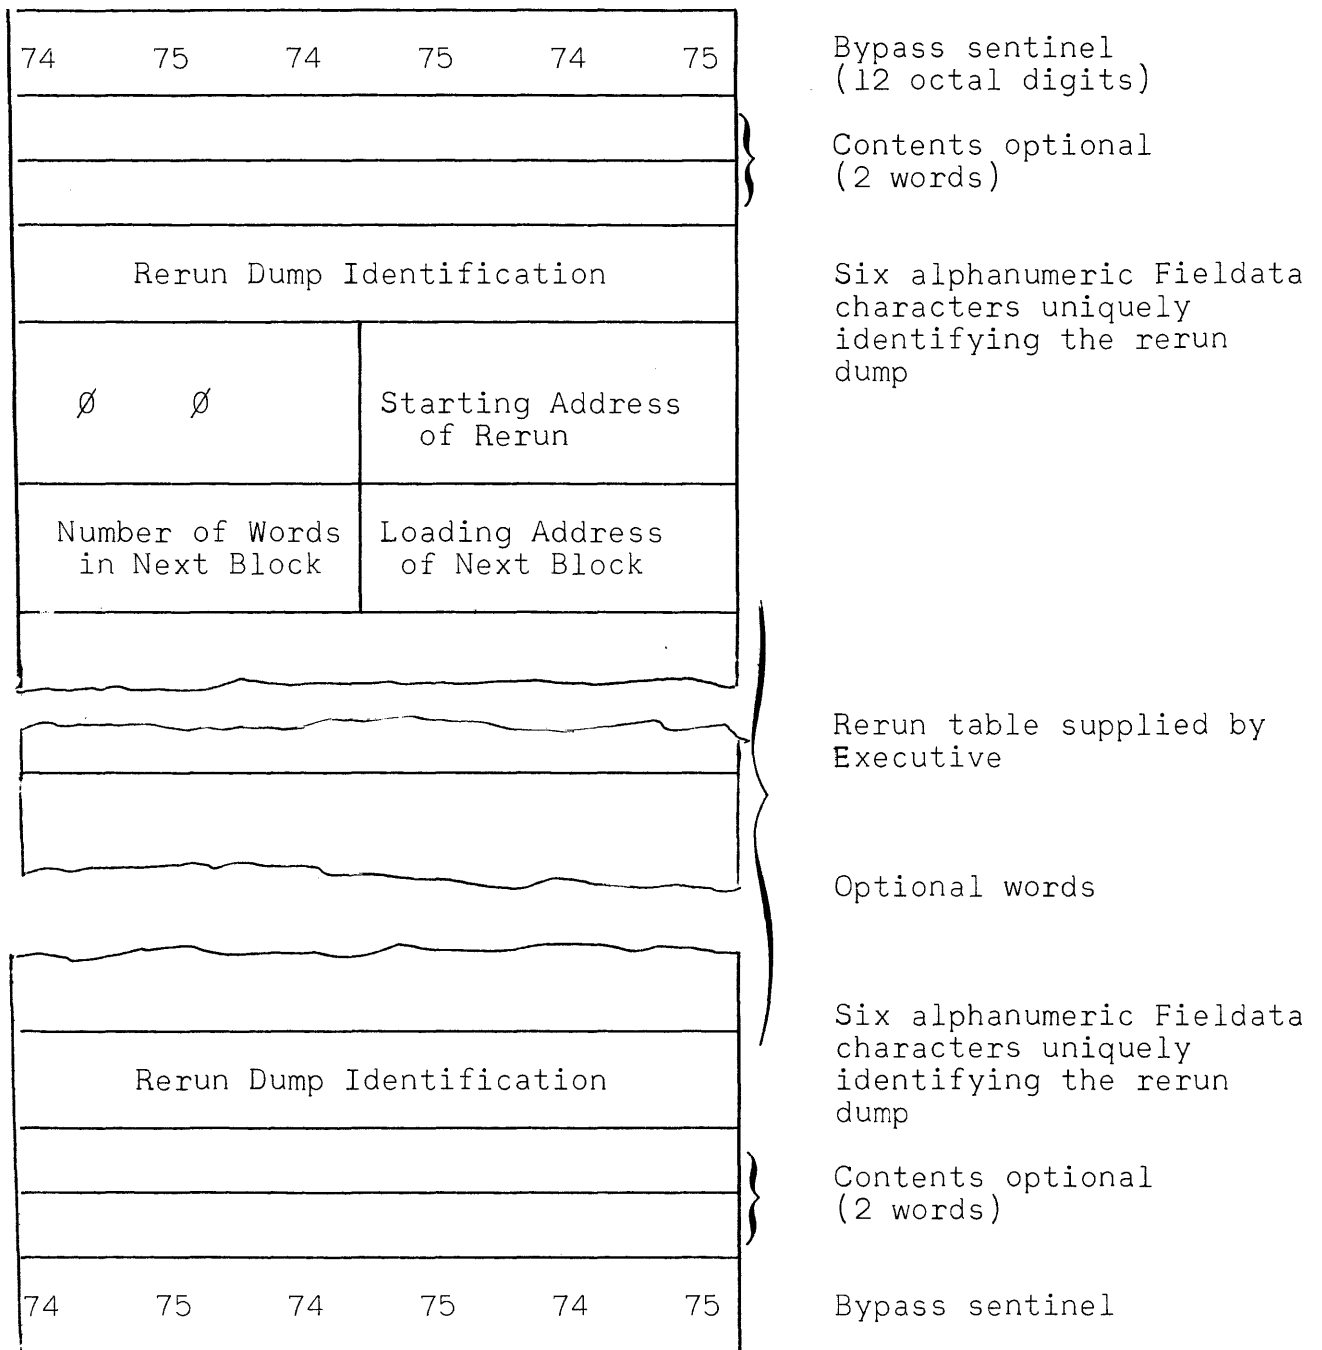 74 75 74 75 74 75
Bypass sentinel
(12 octal digits)
Contents optional
(2 words)
Rerun Dump Identification
Six alphanumeric Fieldata
characters uniquely
identifying the rerun
dump
Ø Ø
Starting Address
of Rerun
Number of Words
in Next Block
Loading Address
of Next Block
Rerun table supplied by
Executive
Optional words
Six alphanumeric Fieldata
characters uniquely
identifying the rerun
dump
Rerun Dump Identification
Contents optional
(2 words)
74 75 74 75 74 75
Bypass sentinel